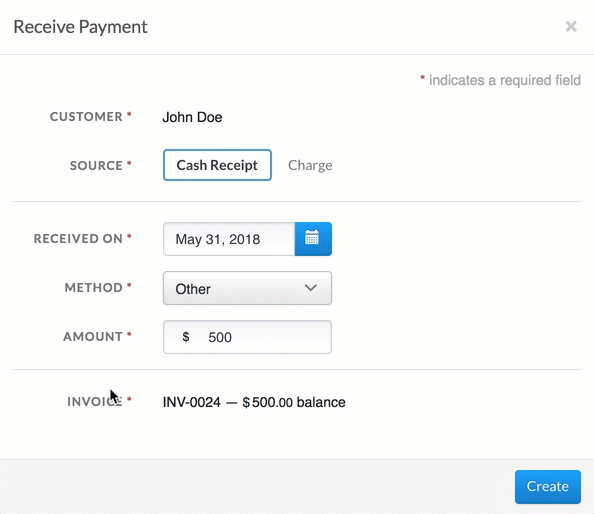 Receive Payment ×
* indicates a required field
CUSTOMER * John Doe
SOURCE * Cash Receipt Charge
RECEIVED ON * May 31, 2018
METHOD * Other
AMOUNT * $ 500
INVOICE * INV-0024 — $500.00 balance
Create